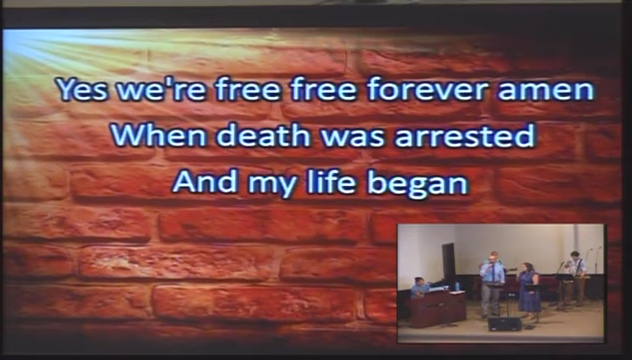 Yes we're free free forever amen
When death was arrested
And my life began